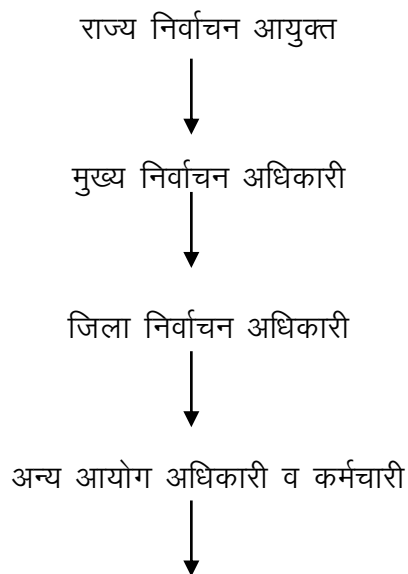 राज्य निर्वाचन आयुक्त
मुख्य निर्वाचन अधिकारी
जिला निर्वाचन अधिकारी
अन्य आयोग अधिकारी व कर्मचारी